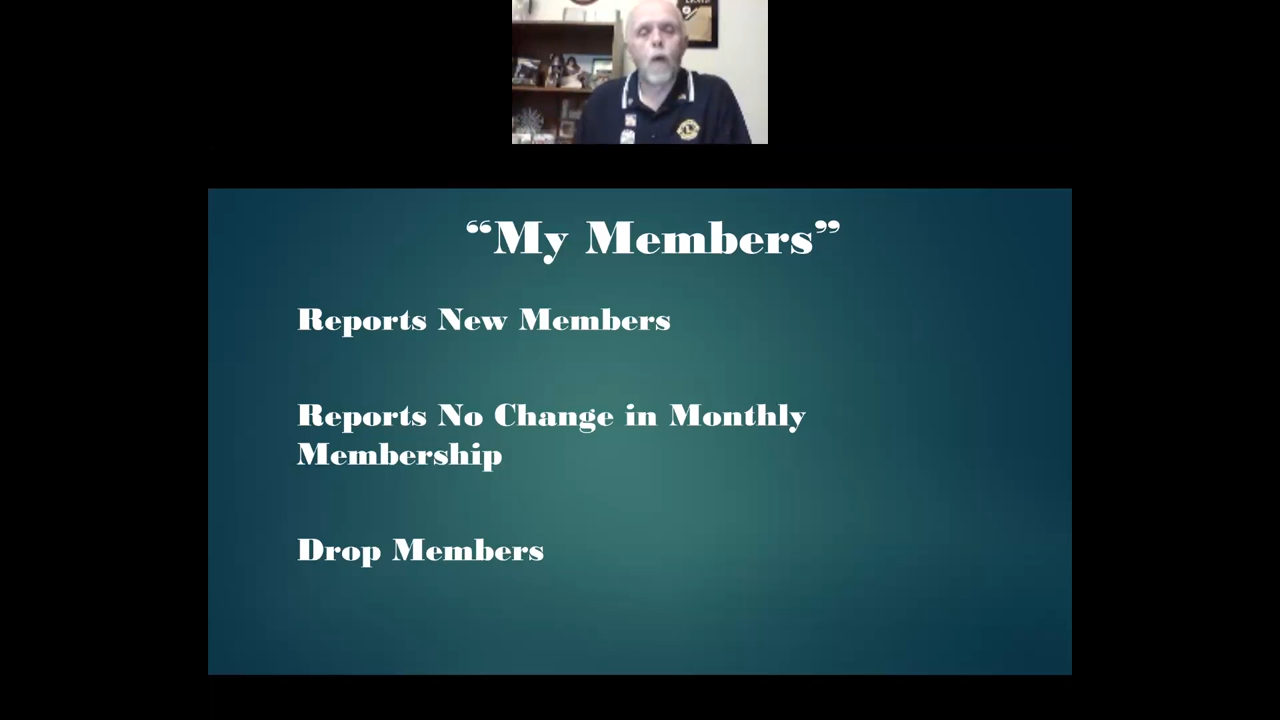 “My Members”
Reports New Members
Reports No Change in Monthly
Membership
Drop Members